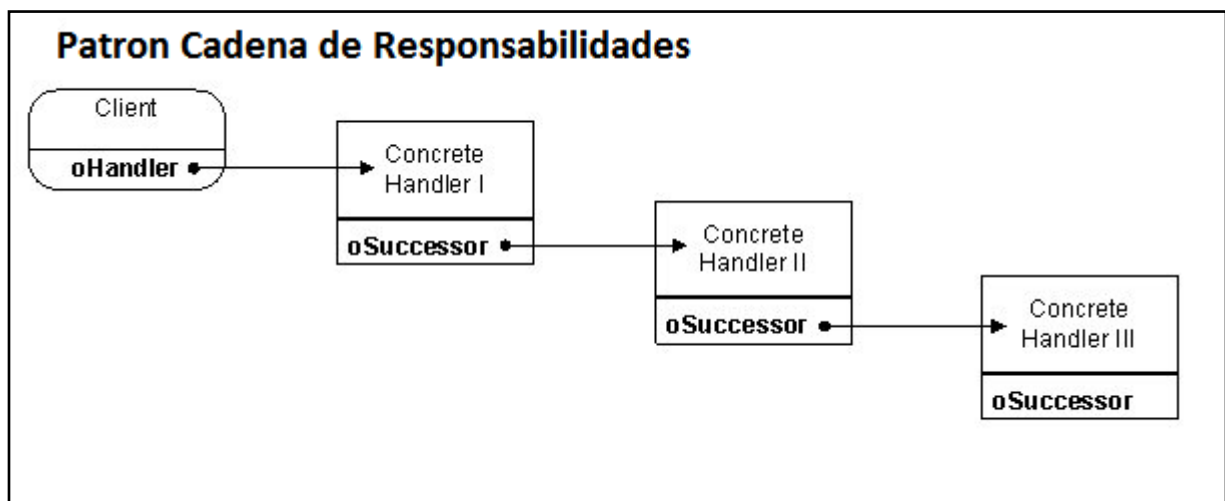 Patron Cadena de Responsabilidades
Client
oHandler
Concrete
Handler I
oSuccessor
Concrete
Handler II
oSuccessor
Concrete
Handler III
oSuccessor